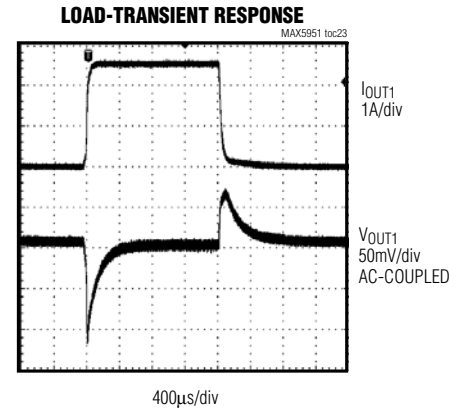 LOAD-TRANSIENT RESPONSE
MAX5951 toc23
T
IOUT1
1A/div
VOUT1
50mV/div
AC-COUPLED
400μs/div